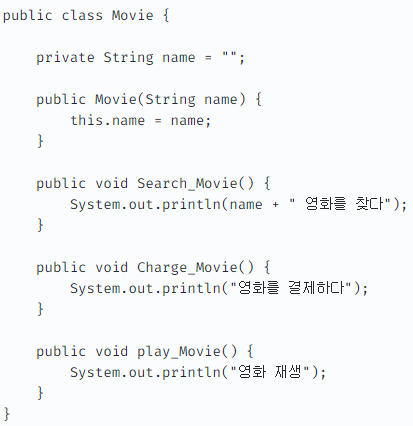 public class Movie {
private String name = "";
public Movie(String name) {
this.name = name;
}
public void Search_Movie() {
System.out.println(name + " 영화를 찾다");
}
public void Charge_Movie() {
System.out.println("영화를 결제하다");
}
public void play_Movie() {
System.out.println("영화 재생");
}
}